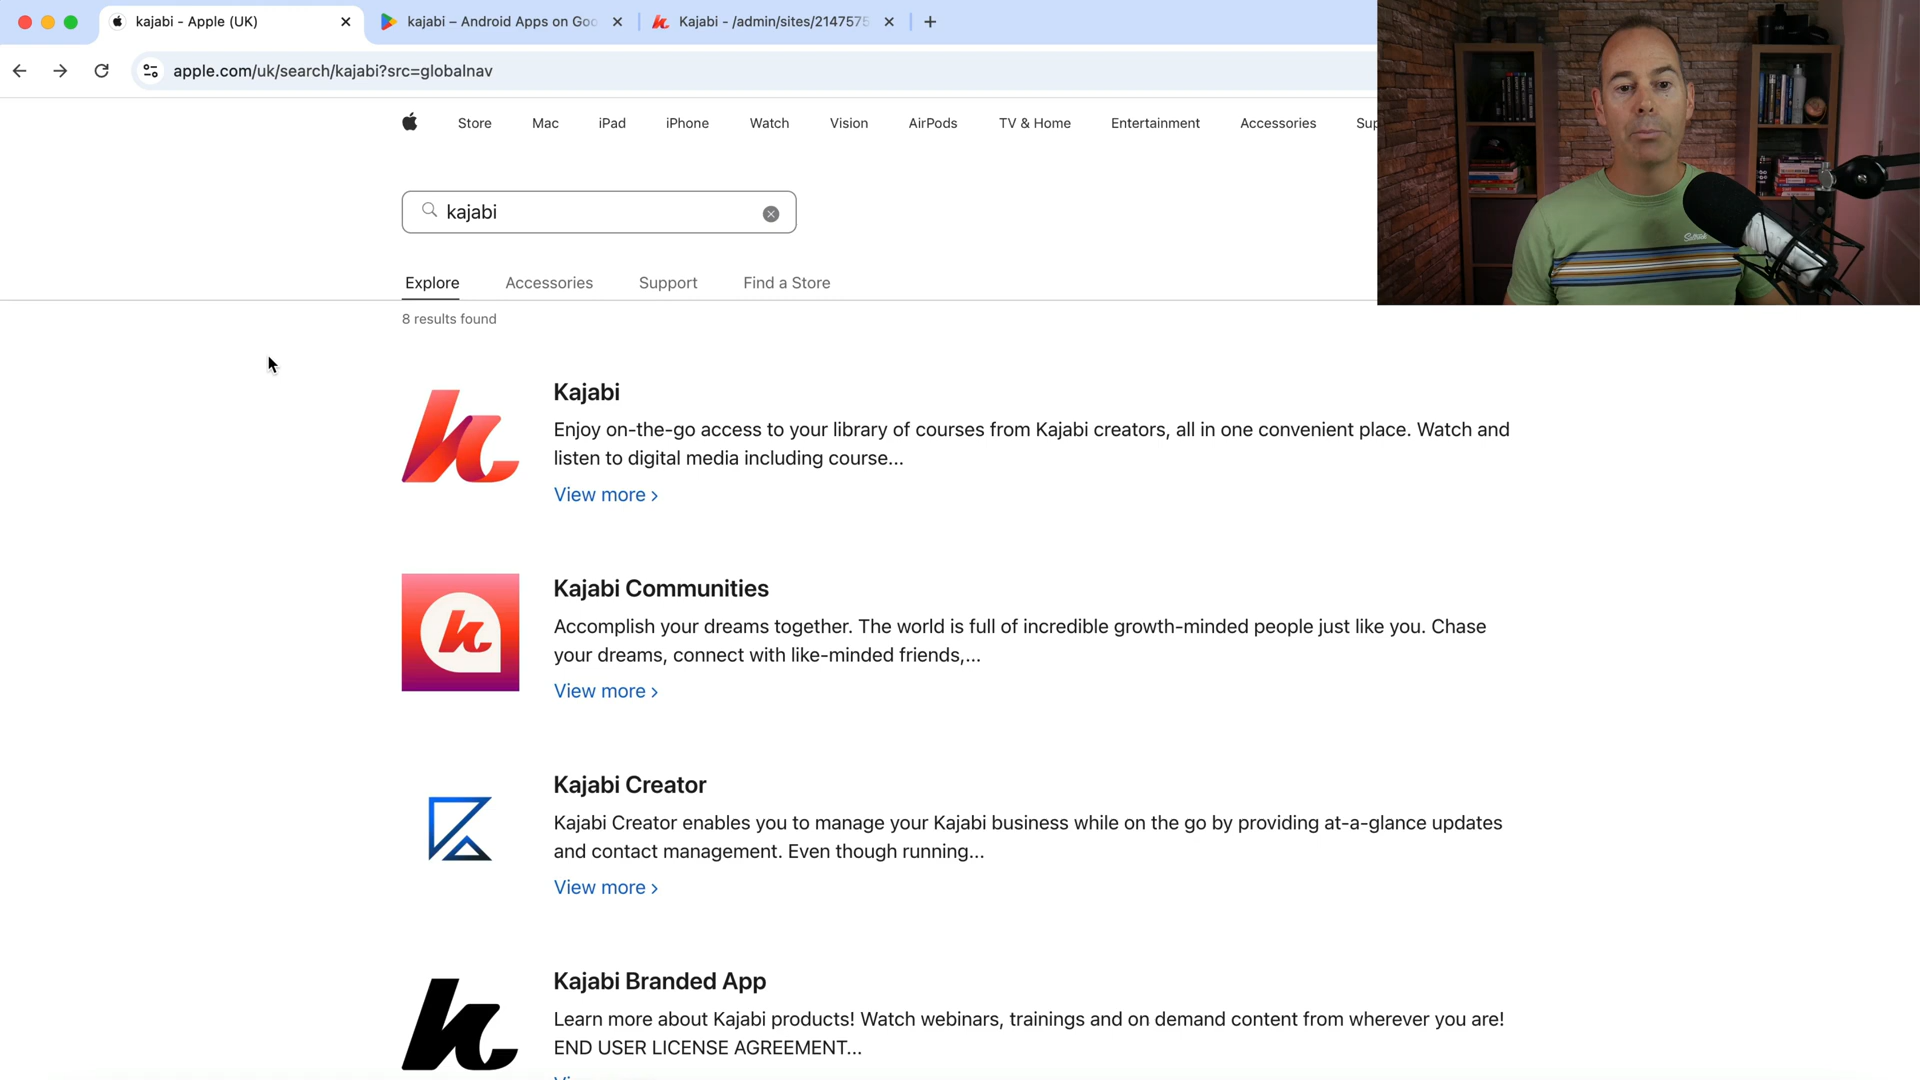 kajabi - Apple (UK)
kajabi – Android Apps on Goo
Kajabi - /admin/sites/2147575
apple.com/uk/search/kajabi?src=globalnav
Store
Mac
iPad
iPhone
Watch
Vision
AirPods
TV & Home
Entertainment
Accessories
Sup
kajabi
Explore
Accessories
Support
Find a Store
8 results found
Kajabi
Enjoy on-the-go access to your library of courses from Kajabi creators, all in one convenient place. Watch and
listen to digital media including course...
View more
Kajabi Communities
Accomplish your dreams together. The world is full of incredible growth-minded people just like you. Chase
your dreams, connect with like-minded friends,...
View more
Kajabi Creator
Kajabi Creator enables you to manage your Kajabi business while on the go by providing at-a-glance updates
and contact management. Even though running...
View more
Kajabi Branded App
Learn more about Kajabi products! Watch webinars, trainings and on demand content from wherever you are!
END USER LICENSE AGREEMENT...